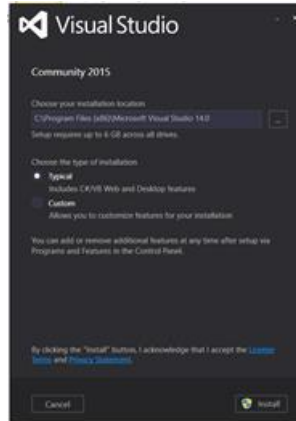 Visual Studio
Community 2015
Choose your installation location
C:\Program Files (x86)\Microsoft Visual Studio 14.0
...
Setup requires up to 6 GB across all drives.
Choose the type of installation
Typical
Includes C#/VB Web and Desktop features
Custom
Allows you to customize features for your installation
You can add or remove additional features at any time after setup via
Programs and Features in the Control Panel.
By clicking the "Install" button, I acknowledge that I accept the License
Terms and Privacy Statement.
Cancel
Install